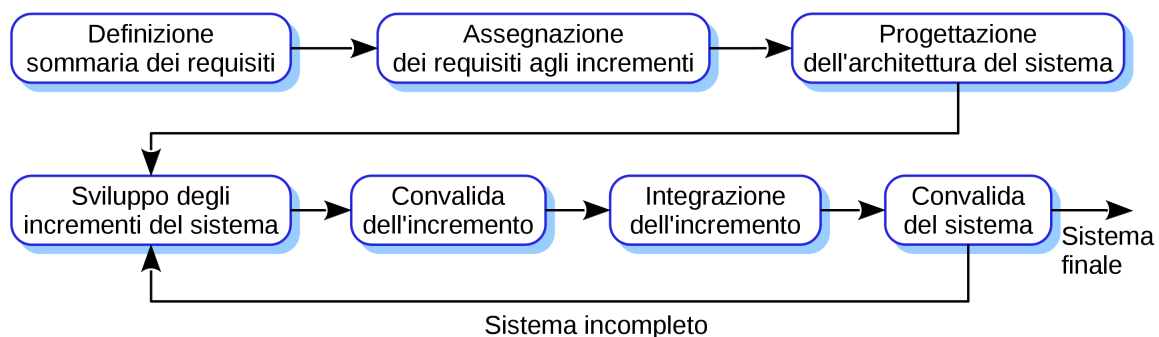 Definizione
sommaria dei requisiti
Assegnazione
dei requisiti agli incrementi
Progettazione
dell'architettura del sistema
Sviluppo degli
incrementi del sistema
Convalida
dell'incremento
Integrazione
dell'incremento
Convalida
del sistema
Sistema
finale
Sistema incompleto